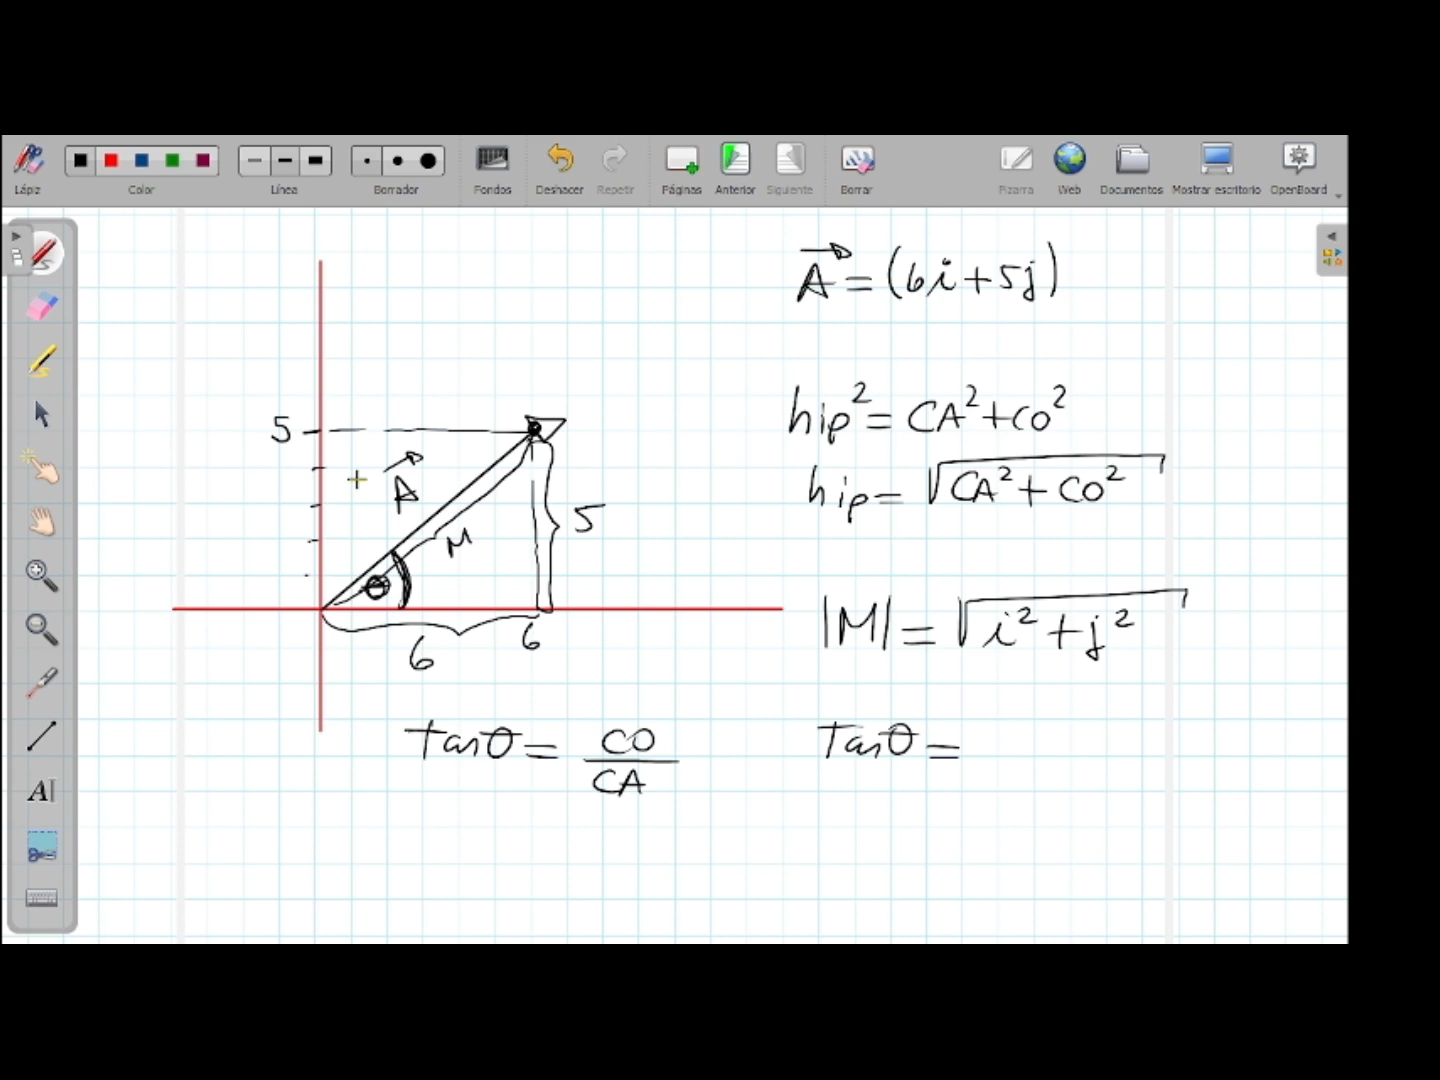 Lápiz Color Línea Borrador Fondos Deshacer Repetir Páginas Anterior Siguiente Borrar Pizarra Web Documentos Mostrar escritorio OpenBoard
A = (6i+5j)
hip² = CA²+CO²
5
A
hip = √CA²+CO²
5
M
θ
|M| = √i²+j²
6
6
tanθ = CO/CA
tanθ =
A